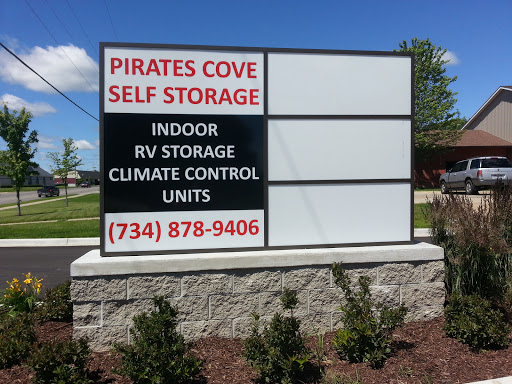 PIRATES COVE
SELF STORAGE
INDOOR
RV STORAGE
CLIMATE CONTROL
UNITS
(734) 878-9406